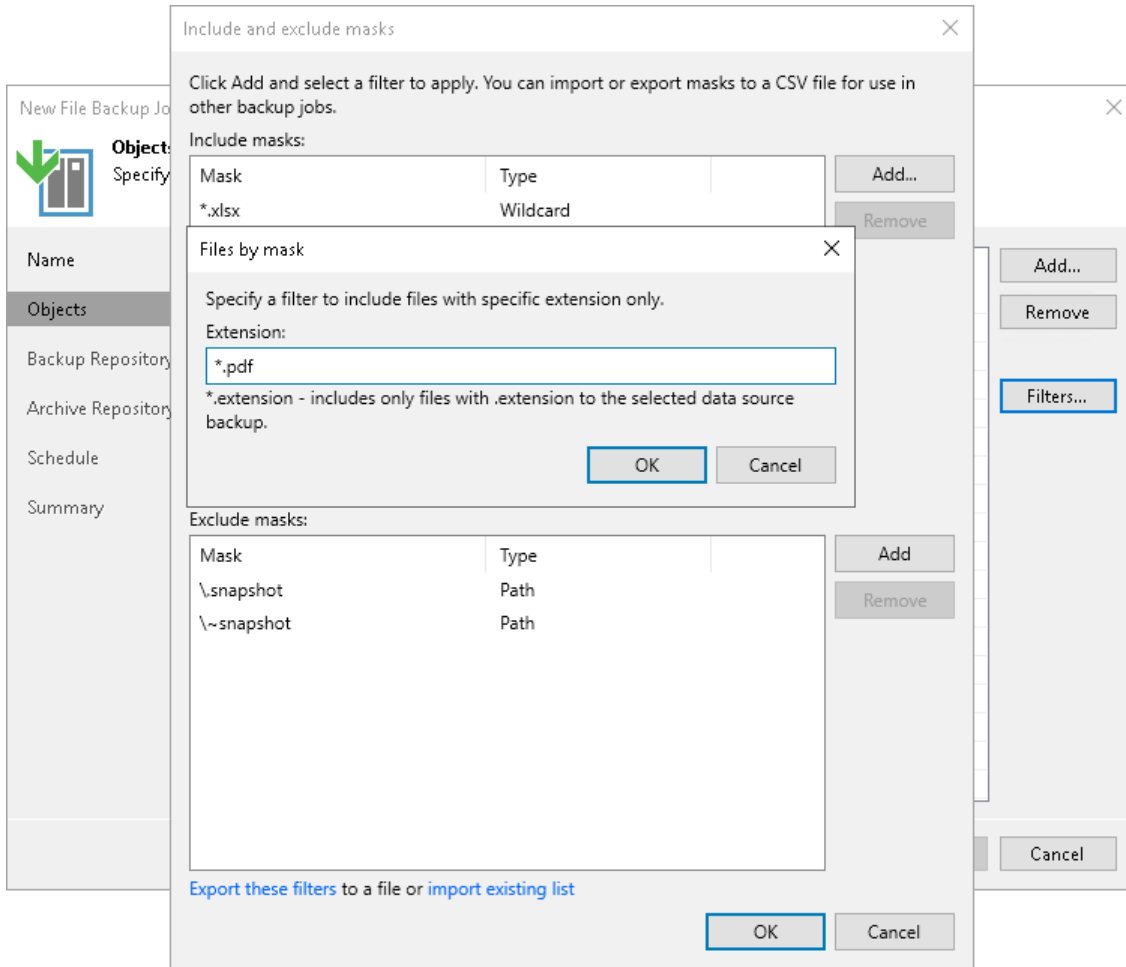 Include and exclude masks
Click Add and select a filter to apply. You can import or export masks to a CSV file for use in
other backup jobs.
Include masks:
Mask Type
Add...
*.xlsx Wildcard
Remove
Files by mask
Specify a filter to include files with specific extension only.
Extension:
*.pdf
*.extension - includes only files with .extension to the selected data source
backup.
OK Cancel
Exclude masks:
Mask Type
Add
\.snapshot Path
Remove
\~snapshot Path
Export these filters to a file or import existing list
OK Cancel
New File Backup Jo
Object
Specify
Name
Objects
Backup Repository
Archive Repository
Schedule
Summary
Add...
Remove
Filters...
Cancel